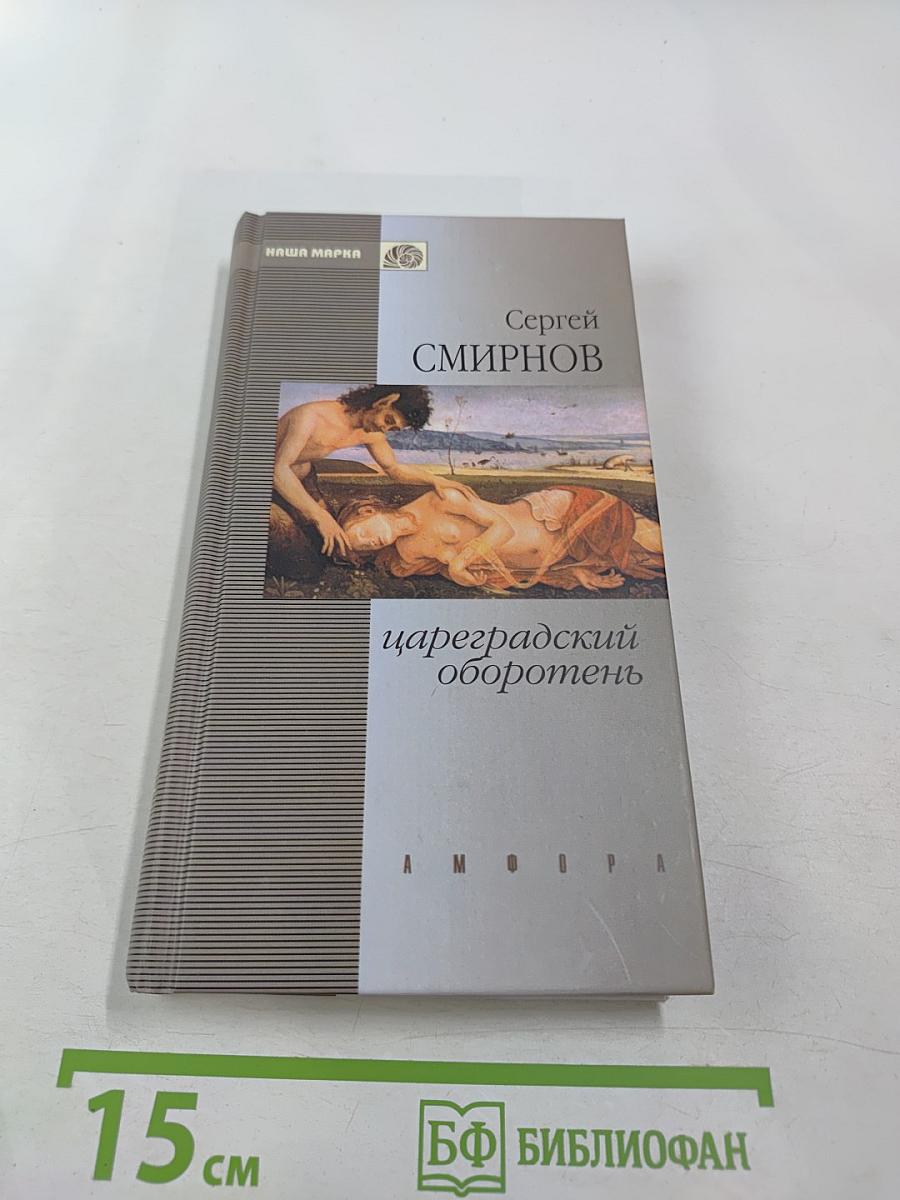 НАША МАРКА
Сергей
СМИРНОВ
цареградский
оборотень
АМФОРА
15 см
БФ БИБЛИОФАН